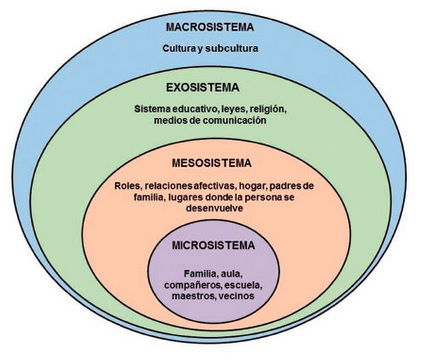 MACROSISTEMA
Cultura y subcultura
EXOSISTEMA
Sistema educativo, leyes, religión,
medios de comunicación
MESOSISTEMA
Roles, relaciones afectivas, hogar, padres de
familia, lugares donde la persona se
desenvuelve
MICROSISTEMA
Familia, aula,
compañeros, escuela,
maestros, vecinos